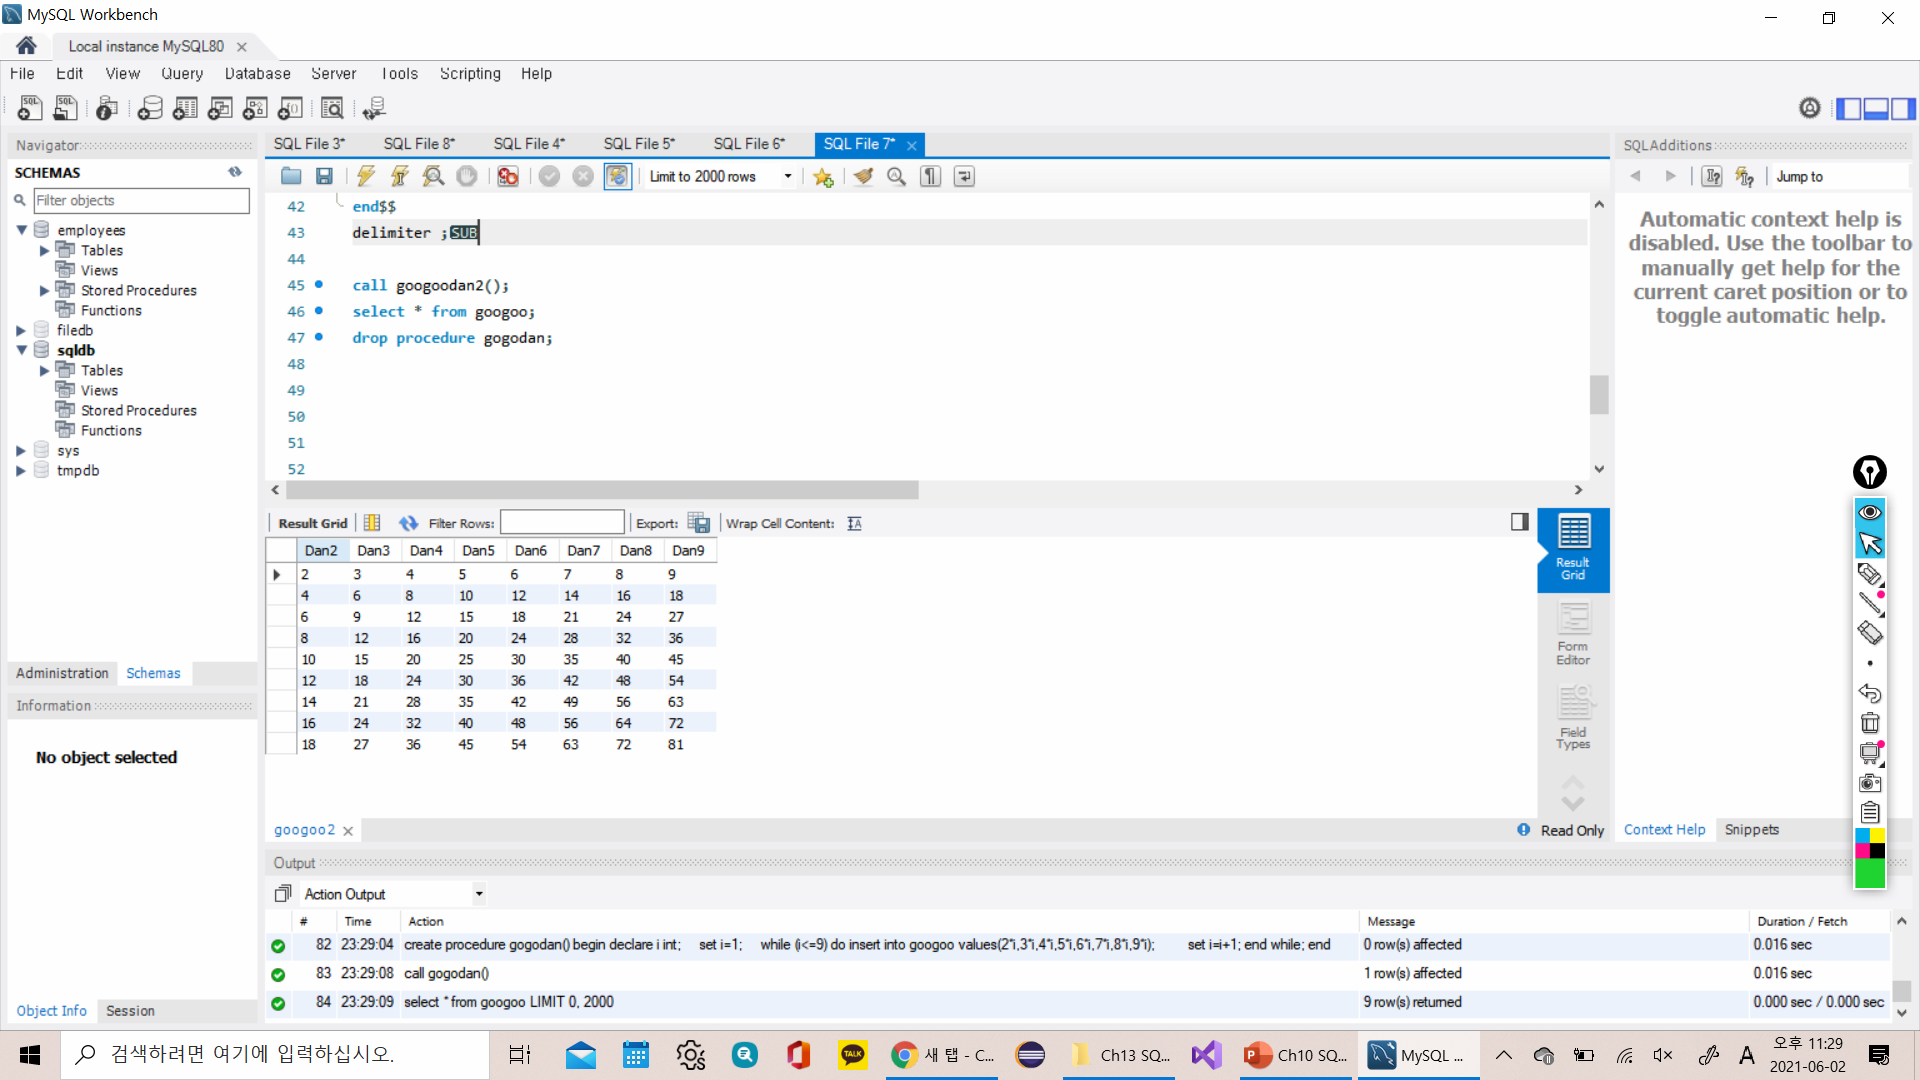 MySQL Workbench
Local instance MySQL80
File Edit View Query Database Server Tools Scripting Help
Navigator
SCHEMAS
Filter objects
employees
Tables
Views
Stored Procedures
Functions
filedb
sqldb
Tables
Views
Stored Procedures
Functions
sys
tmpdb
Administration Schemas
Information
No object selected
Object Info Session
SQL File 3* SQL File 8* SQL File 4* SQL File 5* SQL File 6* SQL File 7*
Limit to 2000 rows
42 end$$
43 delimiter ;SUB
44
45 call googoodan2();
46 select * from googoo;
47 drop procedure gogodan;
48
49
50
51
52
Result Grid Filter Rows: Export: Wrap Cell Content:
Dan2 Dan3 Dan4 Dan5 Dan6 Dan7 Dan8 Dan9
2 3 4 5 6 7 8 9
4 6 8 10 12 14 16 18
6 9 12 15 18 21 24 27
8 12 16 20 24 28 32 36
10 15 20 25 30 35 40 45
12 18 24 30 36 42 48 54
14 21 28 35 42 49 56 63
16 24 32 40 48 56 64 72
18 27 36 45 54 63 72 81
Result
Grid
Form
Editor
Field
Types
googoo2
Read Only
SQLAdditions
Jump to
Automatic context help is
disabled. Use the toolbar to
manually get help for the
current caret position or to
toggle automatic help.
Context Help Snippets
Output
Action Output
# Time Action Message Duration / Fetch
82 23:29:04 create procedure gogodan() begin declare i int; set i=1; while (i<=9) do insert into googoo values(2*i,3*i,4*i,5*i,6*i,7*i,8*i,9*i); set i=i+1; end while; end 0 row(s) affected 0.016 sec
83 23:29:08 call gogodan() 1 row(s) affected 0.016 sec
84 23:29:09 select * from googoo LIMIT 0, 2000 9 row(s) returned 0.000 sec / 0.000 sec
검색하려면 여기에 입력하십시오.
TALK
새 탭 - C...
Ch13 SQ...
Ch10 SQ...
MySQL ...
A
오후 11:29
2021-06-02